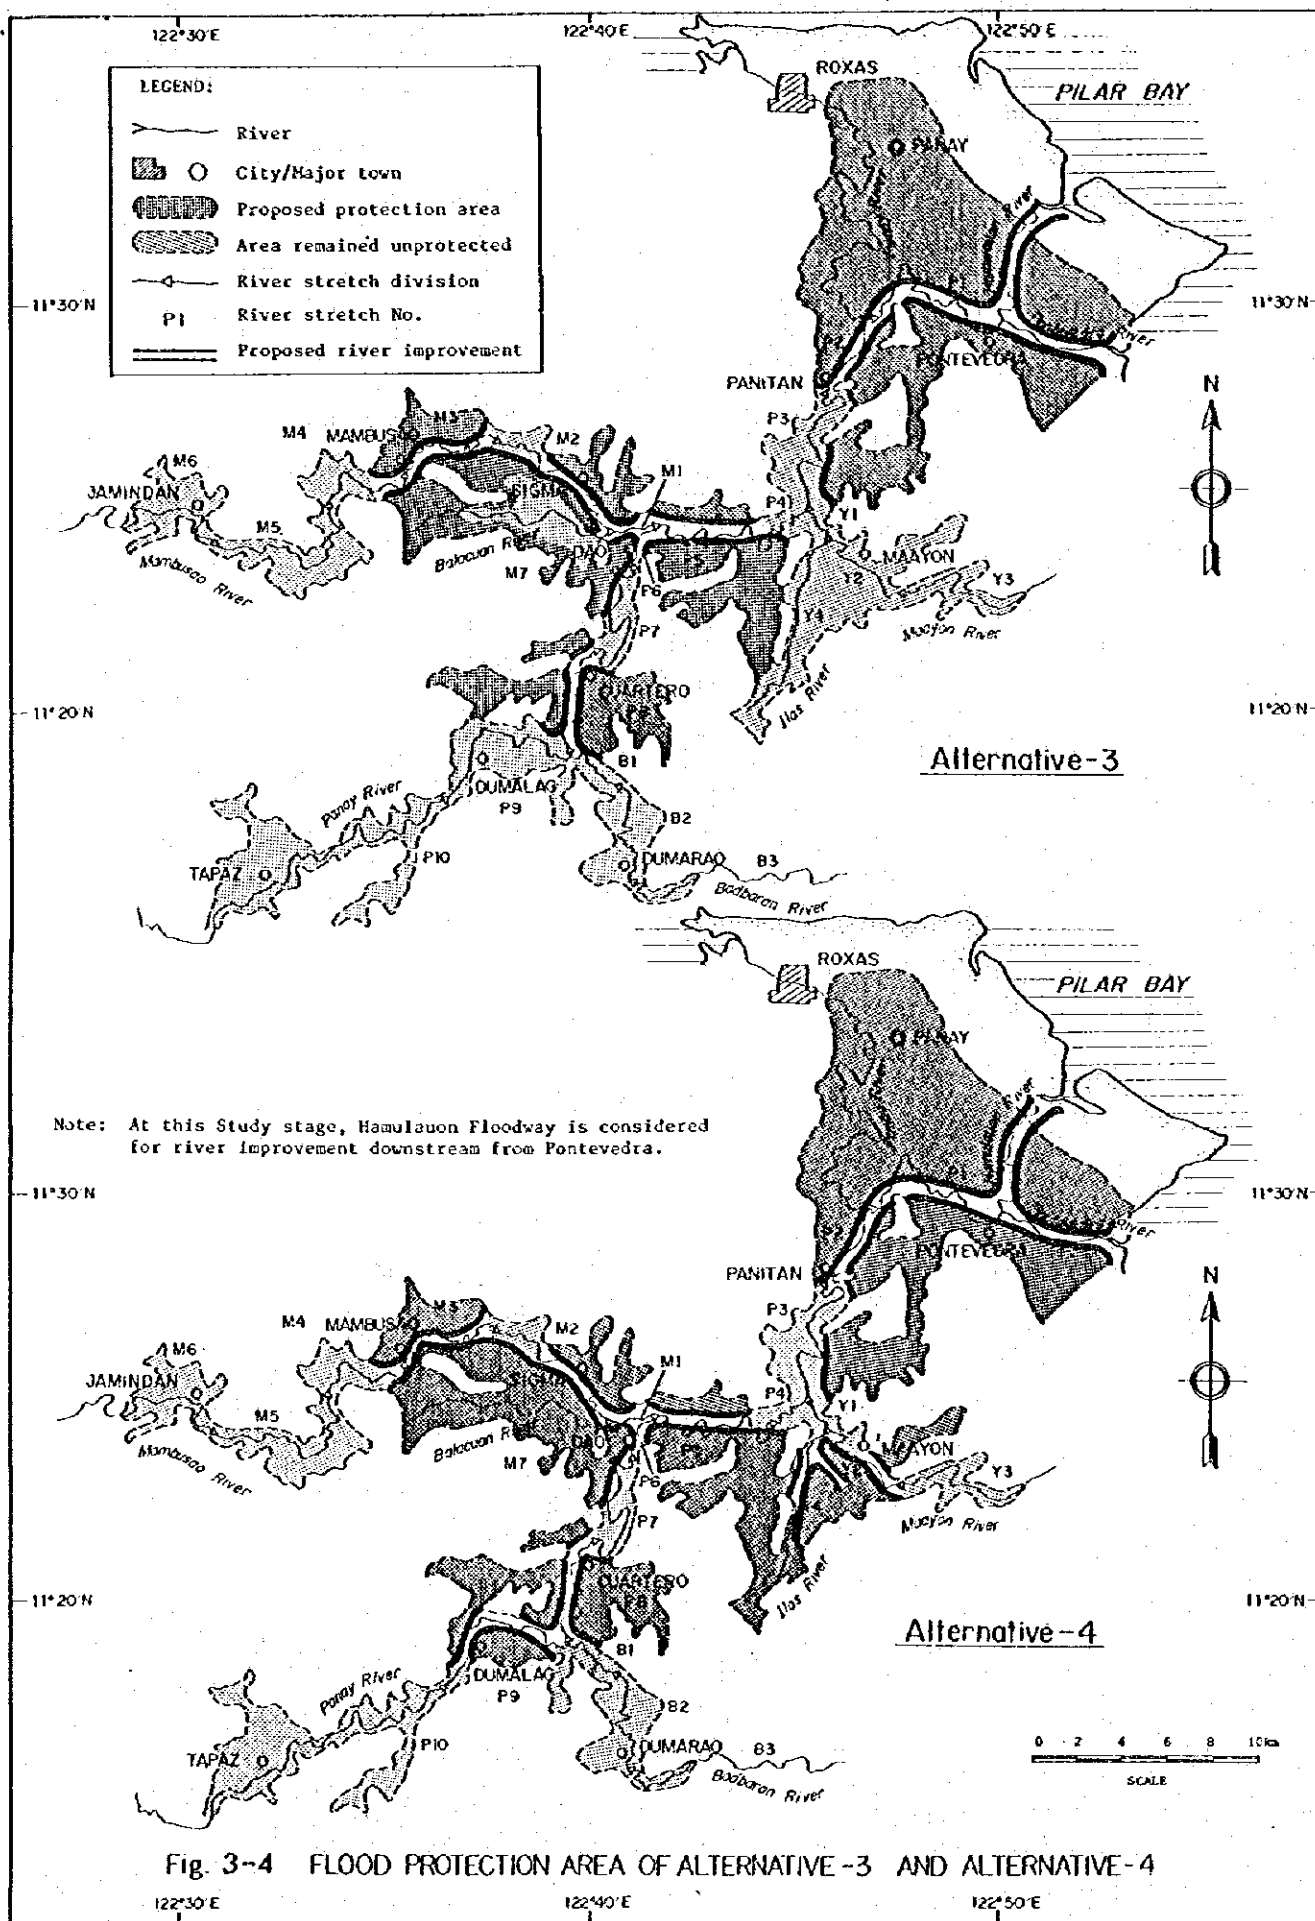 122°30'E 122°40'E 122°50'E
LEGEND:
River
City/Major town
Proposed protection area
Area remained unprotected
River stretch division
P1 River stretch No.
Proposed river improvement
ROXAS
PILAR BAY
PANAY
River
11°30'N 11°30'N
P1
River
P2
PONTEVEDRA
PANITAN
N
P3
M3
M4 MAMBUSAO M2
M6 M1
JAMINDAN
SIGMA
P4
Y1
M5
Balacuan River
DAO
P5
MAAYON
M7
Y2 Y3
Mambusao River
P6
Y4
Maayon River
P7
CUARTERO
P8
Ilas River
11°20'N 11°20'N
B1
Alternative-3
DUMALAG
P9
Panay River
B2
P10
TAPAZ
DUMARAO B3
Badbaran River
ROXAS
PILAR BAY
PANAY
River
Note: At this Study stage, Hamulauon Floodway is considered
for river improvement downstream from Pontevedra.
P1
11°30'N 11°30'N
River
P2
PONTEVEDRA
PANITAN
N
P3
M3
M4 MAMBUSAO M2
M6 M1
JAMINDAN
SIGMA
P4
Y1
M5
Balacuan River
DAO
P5
MAAYON
M7
Y2 Y3
Mambusao River
P6
Maayon River
P7
CUARTERO
P8
Ilas River
11°20'N 11°20'N
Alternative-4
B1
DUMALAG
P9
Panay River
B2
P10
TAPAZ
DUMARAO B3
Badbaran River
0 2 4 6 8 10km
SCALE
Fig. 3-4 FLOOD PROTECTION AREA OF ALTERNATIVE-3 AND ALTERNATIVE-4
122°30'E 122°40'E 122°50'E